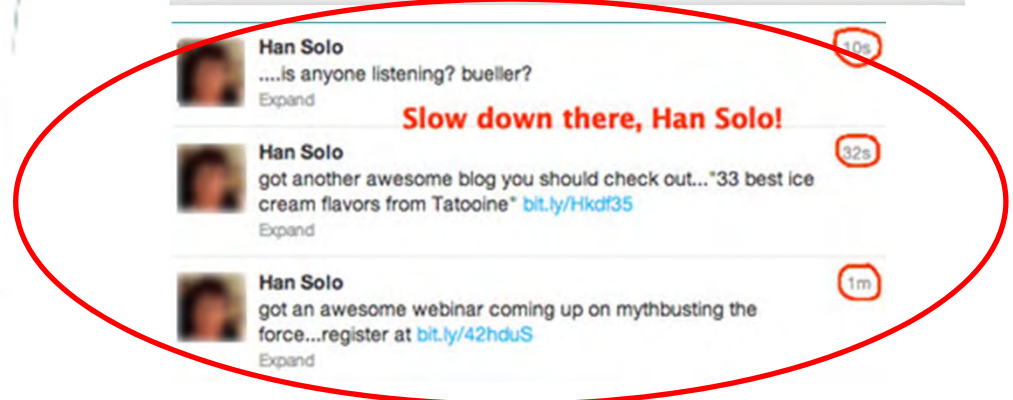 Han Solo
10s
....is anyone listening? bueller?
Expand
Slow down there, Han Solo!
Han Solo
32s
got another awesome blog you should check out..."33 best ice
cream flavors from Tatooine" bit.ly/Hkdf35
Expand
Han Solo
1m
got an awesome webinar coming up on mythbusting the
force...register at bit.ly/42hduS
Expand